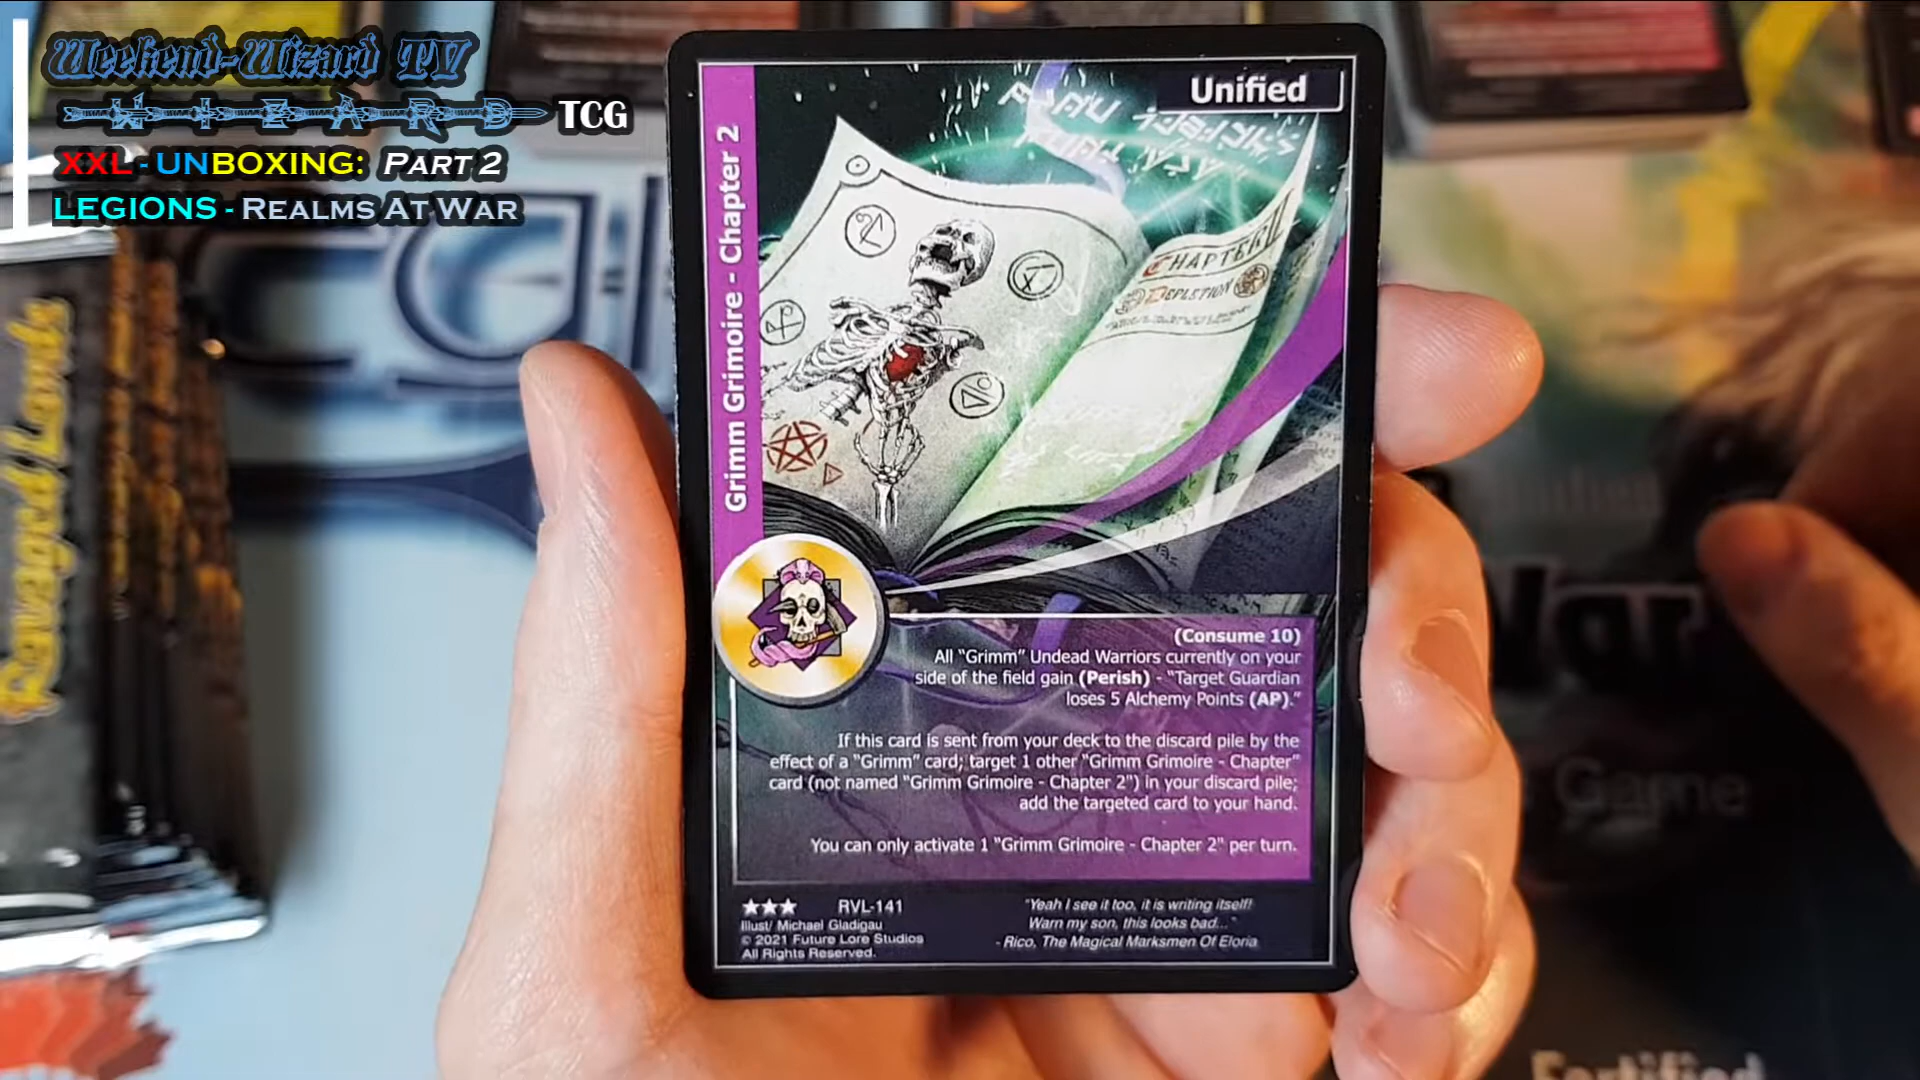 Weekend-Wizard TV
WIZARD TCG
XXL - UNBOXING: PART 2
LEGIONS - REALMS AT WAR
Ravaged Lands
Unified
Grimm Grimoire - Chapter 2
CHAPTER II
DEPLETION
(Consume 10)
All "Grimm" Undead Warriors currently on your
side of the field gain (Perish) - "Target Guardian
loses 5 Alchemy Points (AP)."
If this card is sent from your deck to the discard pile by the
effect of a "Grimm" card; target 1 other "Grimm Grimoire - Chapter"
card (not named "Grimm Grimoire - Chapter 2") in your discard pile;
add the targeted card to your hand.
You can only activate 1 "Grimm Grimoire - Chapter 2" per turn.
★★★ RVL-141
Illust/ Michael Gladigau
© 2021 Future Lore Studios
All Rights Reserved.
"Yeah I see it too, it is writing itself!
Warn my son, this looks bad..."
- Rico, The Magical Marksmen Of Eloria
War
Game
Fortified